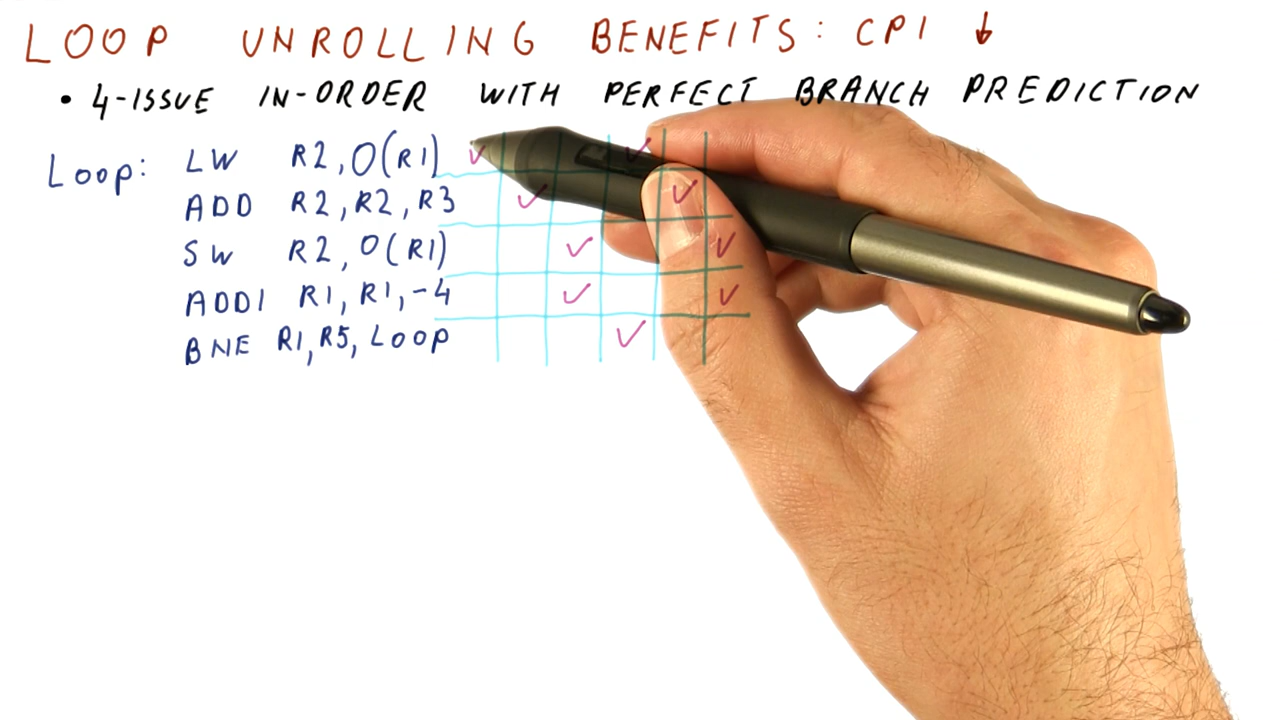 LOOP UNROLLING BENEFITS: CPI ↓
• 4-ISSUE IN-ORDER WITH PERFECT BRANCH PREDICTION
Loop: LW R2, 0(R1)
ADD R2, R2, R3
SW R2, 0(R1)
ADDI R1, R1, -4
BNE R1, R5, LOOP